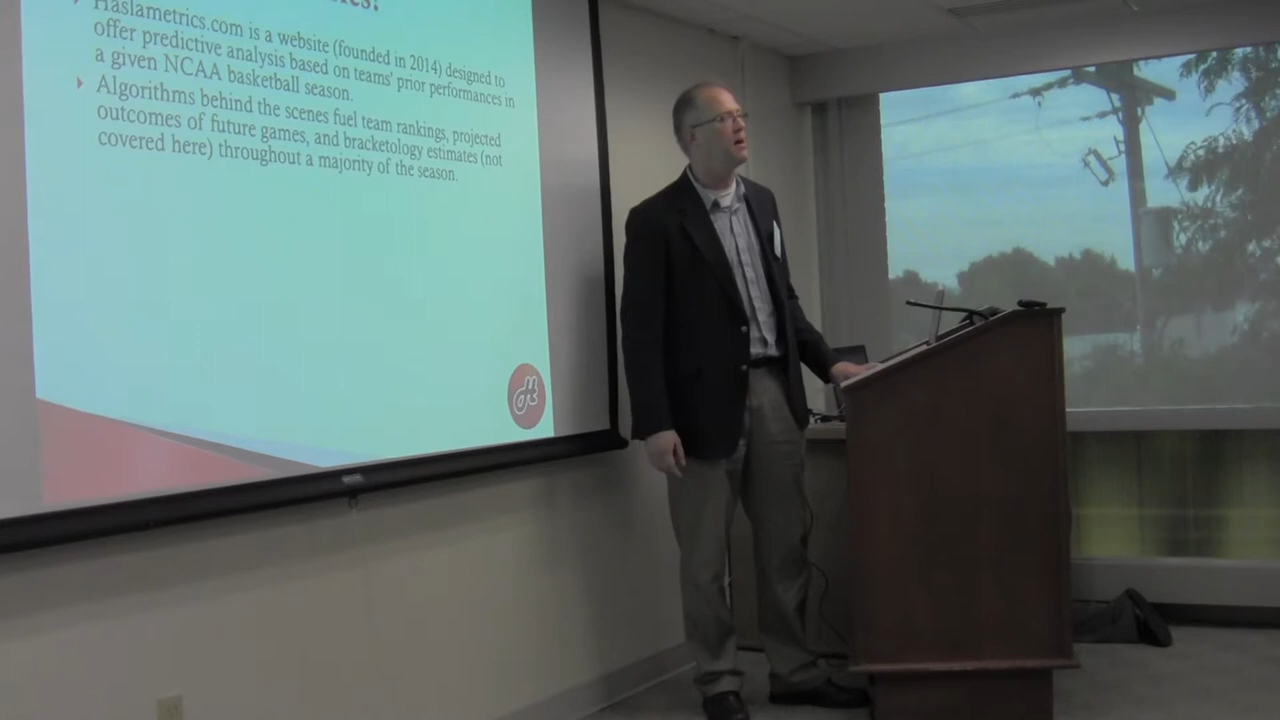 Haslametrics.com is a website (founded in 2014) designed to
offer predictive analysis based on teams' prior performances in
a given NCAA basketball season.
Algorithms behind the scenes fuel team rankings, projected
outcomes of future games, and bracketology estimates (not
covered here) throughout a majority of the season.